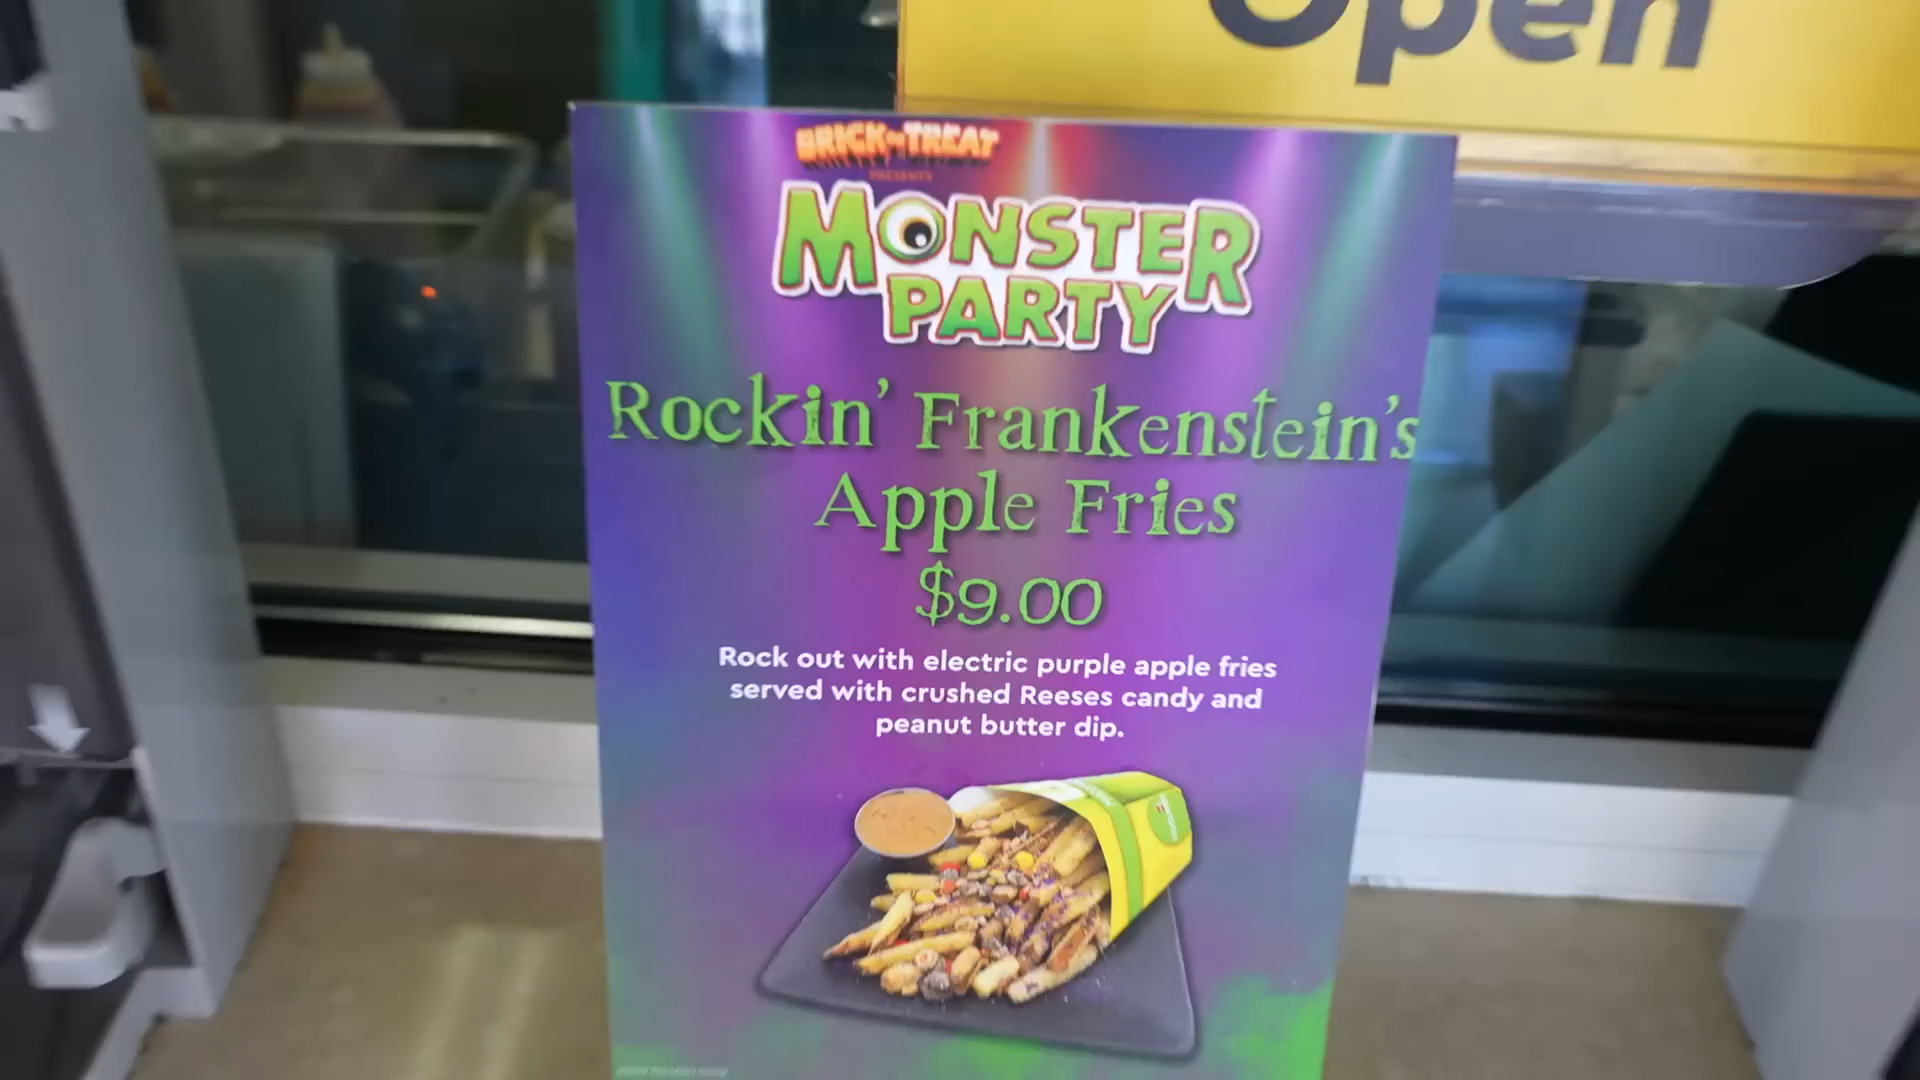 Open
BRICK OR TREAT
PRESENTS
MONSTER
PARTY
Rockin' Frankenstein's
Apple Fries
$9.00
Rock out with electric purple apple fries
served with crushed Reeses candy and
peanut butter dip.